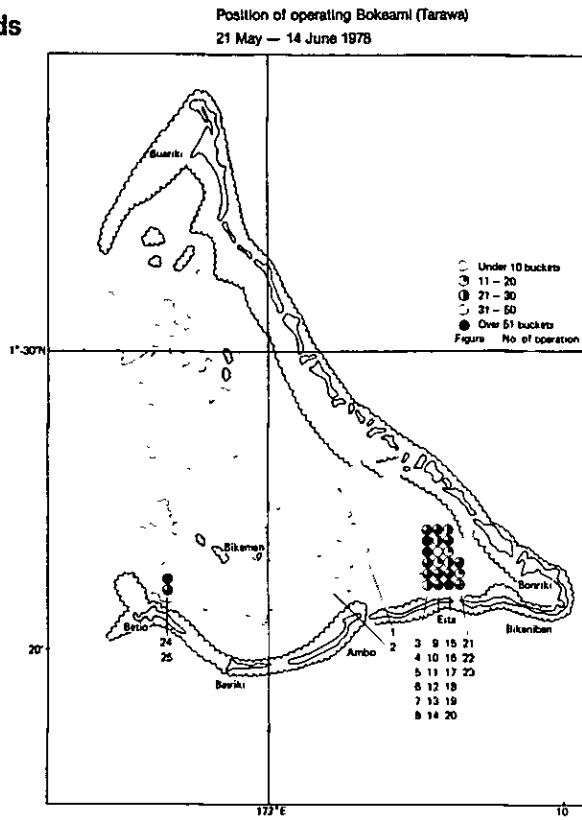 ds
Position of operating Bokeami (Tarawa)
21 May — 14 June 1978
Buariki
Under 10 buckets
11 – 20
21 – 30
31 – 50
Over 51 buckets
Figure No of operation
1°-30'N
Bikeman
Bonriki
Betio
Eita
Bikenibeu
24
25
1
2
Ambo
20'
Bairiki
3 9 15 21
4 10 16 22
5 11 17 23
6 12 18
7 13 19
8 14 20
173°E
10